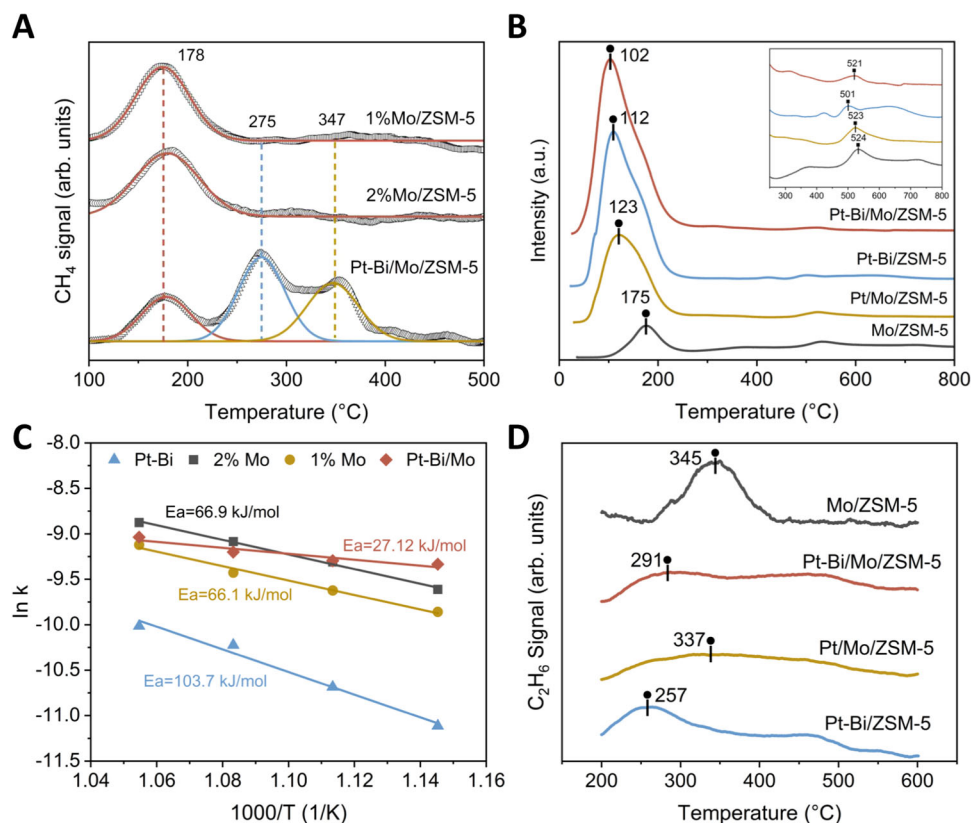 A
CH4 signal (arb. units)
178
275
347
1%Mo/ZSM-5
2%Mo/ZSM-5
Pt-Bi/Mo/ZSM-5
100
200
300
400
500
Temperature (°C)
B
Intensity (a.u.)
102
112
123
175
521
501
523
524
300
400
500
600
700
800
Pt-Bi/Mo/ZSM-5
Pt-Bi/ZSM-5
Pt/Mo/ZSM-5
Mo/ZSM-5
0
100
200
400
600
800
Temperature (°C)
C
ln k
-8.0
-8.5
-9.0
-9.5
-10.0
-10.5
-11.0
-11.5
Pt-Bi 2% Mo 1% Mo Pt-Bi/Mo
Ea=66.9 kJ/mol
Ea=27.12 kJ/mol
Ea=66.1 kJ/mol
Ea=103.7 kJ/mol
1.04
1.06
1.08
1.10
1.12
1.14
1.16
1000/T (1/K)
D
C2H6 Signal (arb. units)
345
Mo/ZSM-5
291
Pt-Bi/Mo/ZSM-5
337
Pt/Mo/ZSM-5
257
Pt-Bi/ZSM-5
200
300
400
500
600
Temperature (°C)